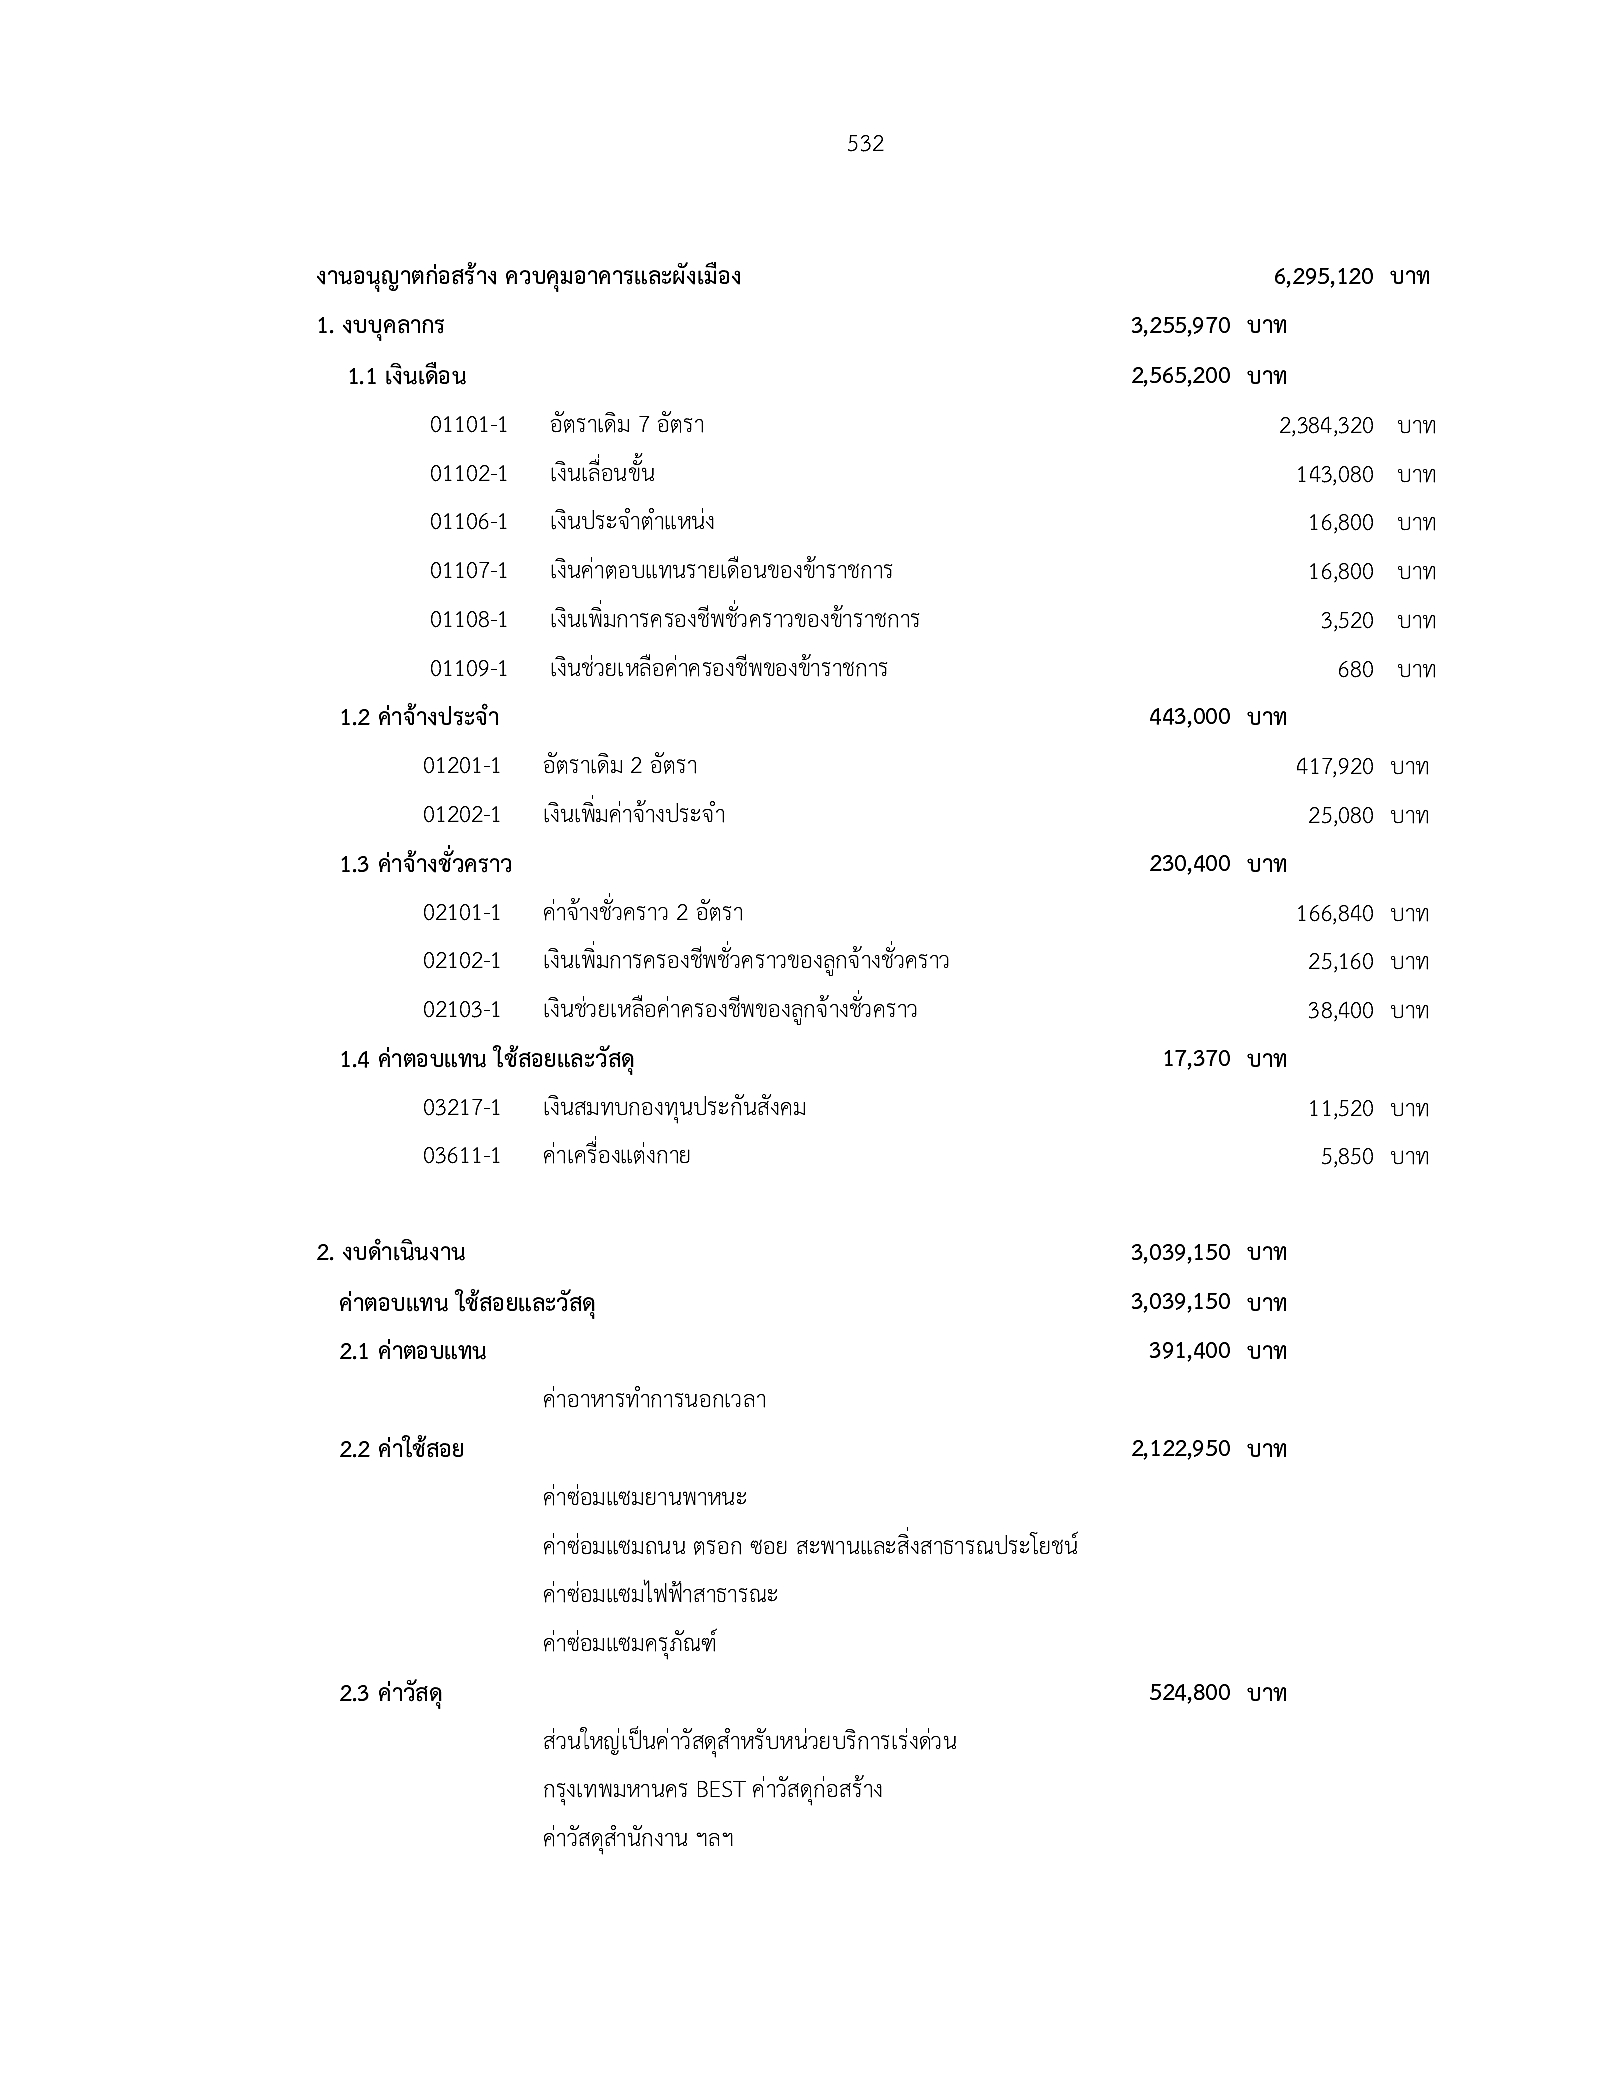 532
งานอนุญาตก่อสร้าง ควบคุมอาคารและผังเมือง 6,295,120 บาท
1. งบบุคลากร 3,255,970 บาท
1.1 เงินเดือน 2,565,200 บาท
01101-1 อัตราเดิม 7 อัตรา 2,384,320 บาท
01102-1 เงินเลื่อนขั้น 143,080 บาท
01106-1 เงินประจำตำแหน่ง 16,800 บาท
01107-1 เงินค่าตอบแทนรายเดือนของข้าราชการ 16,800 บาท
01108-1 เงินเพิ่มการครองชีพชั่วคราวของข้าราชการ 3,520 บาท
01109-1 เงินช่วยเหลือค่าครองชีพของข้าราชการ 680 บาท
1.2 ค่าจ้างประจำ 443,000 บาท
01201-1 อัตราเดิม 2 อัตรา 417,920 บาท
01202-1 เงินเพิ่มค่าจ้างประจำ 25,080 บาท
1.3 ค่าจ้างชั่วคราว 230,400 บาท
02101-1 ค่าจ้างชั่วคราว 2 อัตรา 166,840 บาท
02102-1 เงินเพิ่มการครองชีพชั่วคราวของลูกจ้างชั่วคราว 25,160 บาท
02103-1 เงินช่วยเหลือค่าครองชีพของลูกจ้างชั่วคราว 38,400 บาท
1.4 ค่าตอบแทน ใช้สอยและวัสดุ 17,370 บาท
03217-1 เงินสมทบกองทุนประกันสังคม 11,520 บาท
03611-1 ค่าเครื่องแต่งกาย 5,850 บาท
2. งบดำเนินงาน 3,039,150 บาท
ค่าตอบแทน ใช้สอยและวัสดุ 3,039,150 บาท
2.1 ค่าตอบแทน 391,400 บาท
ค่าอาหารทำการนอกเวลา
2.2 ค่าใช้สอย 2,122,950 บาท
ค่าซ่อมแซมยานพาหนะ
ค่าซ่อมแซมถนน ตรอก ซอย สะพานและสิ่งสาธารณประโยชน์
ค่าซ่อมแซมไฟฟ้าสาธารณะ
ค่าซ่อมแซมครุภัณฑ์
2.3 ค่าวัสดุ 524,800 บาท
ส่วนใหญ่เป็นค่าวัสดุสำหรับหน่วยบริการเร่งด่วน
กรุงเทพมหานคร BEST ค่าวัสดุก่อสร้าง
ค่าวัสดุสำนักงาน ฯลฯ